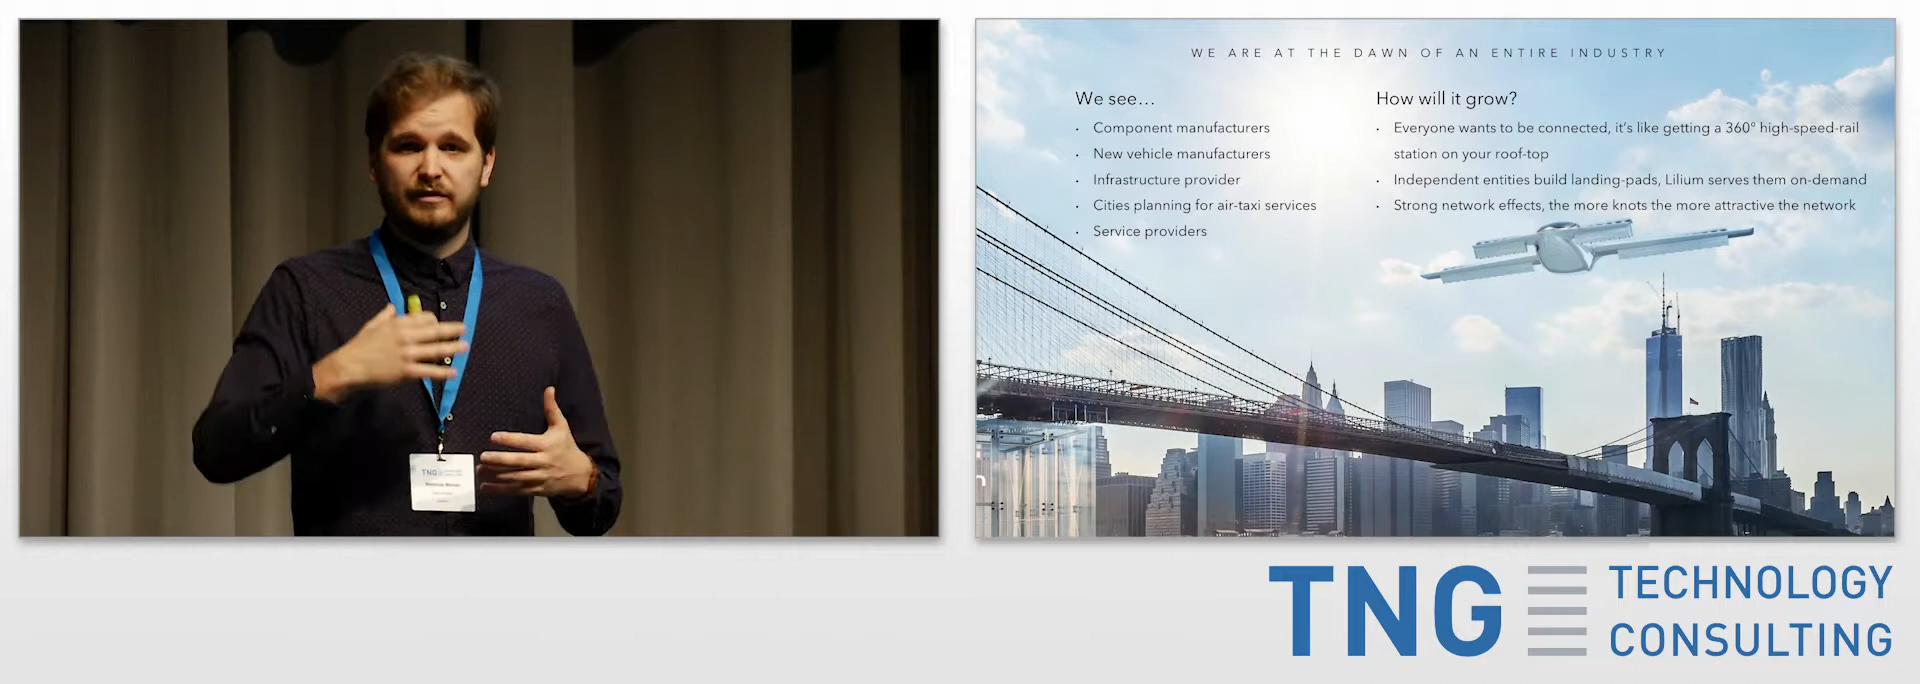 TNG
WE ARE AT THE DAWN OF AN ENTIRE INDUSTRY
We see...
· Component manufacturers
· New vehicle manufacturers
· Infrastructure provider
· Cities planning for air-taxi services
· Service providers
How will it grow?
· Everyone wants to be connected, it's like getting a 360° high-speed-rail
station on your roof-top
· Independent entities build landing-pads, Lilium serves them on-demand
· Strong network effects, the more knots the more attractive the network
TNG TECHNOLOGY
CONSULTING